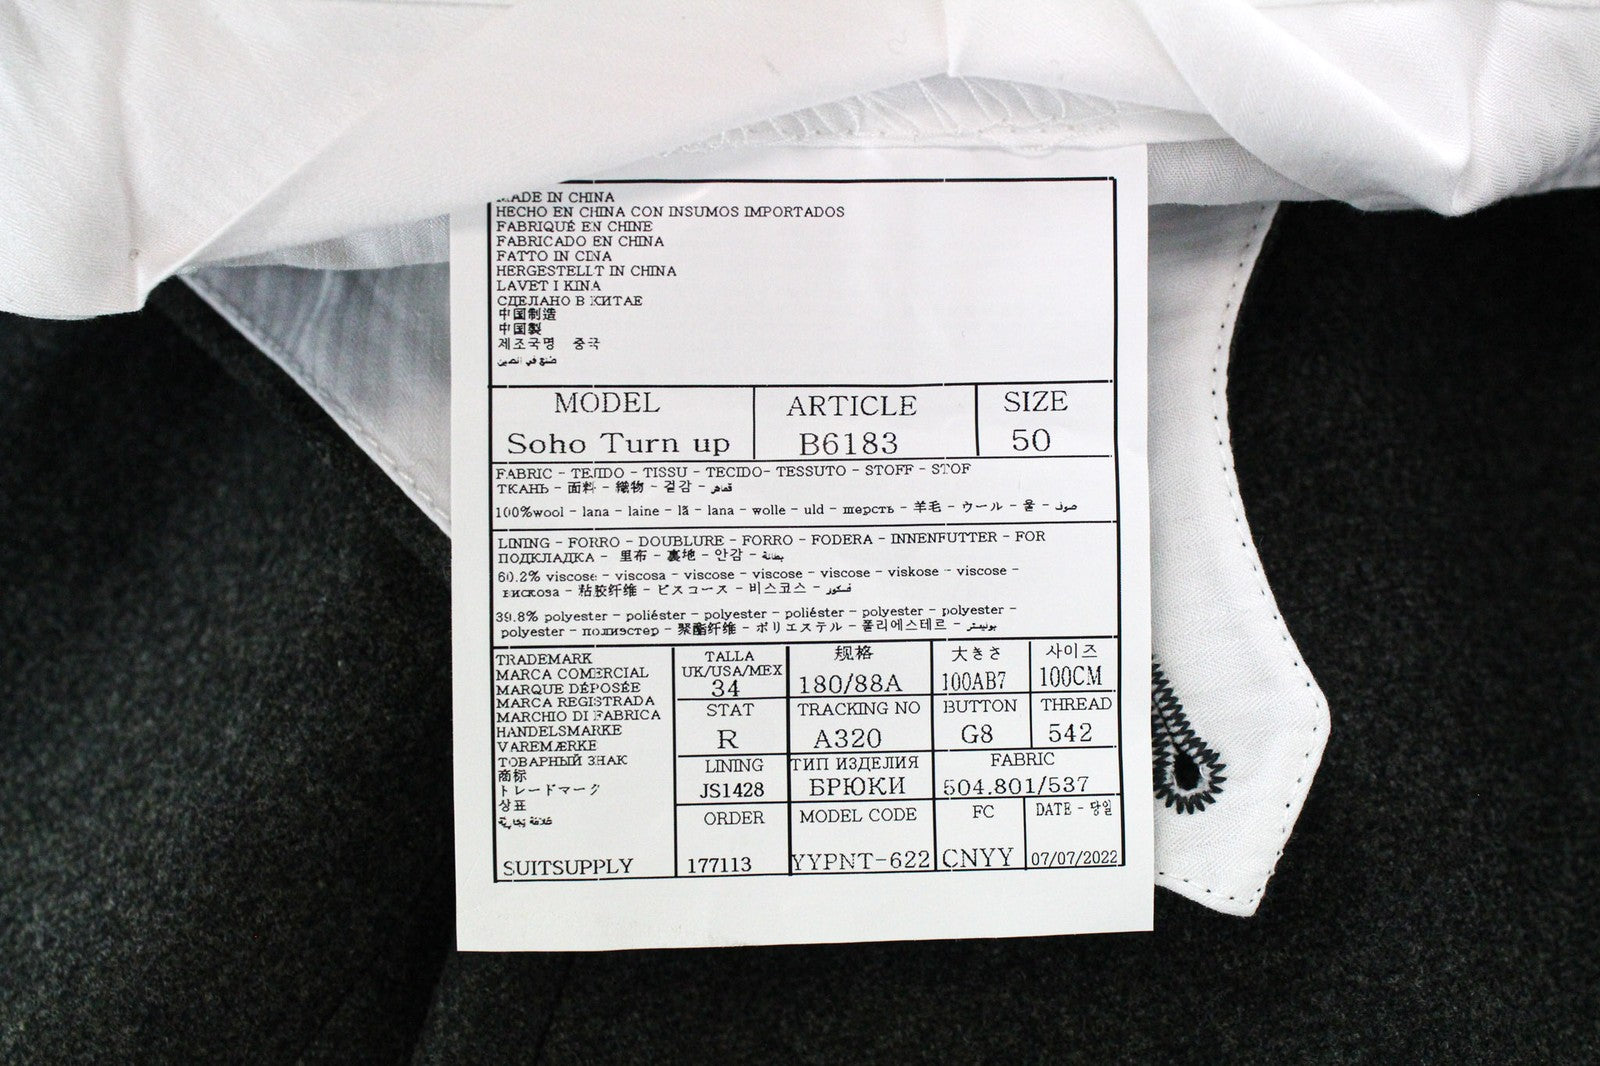 MADE IN CHINA
HECHO EN CHINA CON INSUMOS IMPORTADOS
FABRIQUÉ EN CHINE
FABRICADO EN CHINA
FATTO IN CINA
HERGESTELLT IN CHINA
LAVET I KINA
СДЕЛАНО В КИТАЕ
中国制造
中国製
제조국명 중국
صنع في الصين
MODEL ARTICLE SIZE
Soho Turn up B6183 50
FABRIC - TEJIDO - TISSU - TECIDO- TESSUTO - STOFF - STOF
ТКАНЬ - 面料 - 織物 - 겉감 - قماهر
100%wool - lana - laine - lã - lana - wolle - uld - шерсть - 羊毛 - ウール - 울 - صوف
LINING - FORRO - DOUBLURE - FORRO - FODERA - INNENFUTTER - FOR
ПОДКЛАДКА - 里布 - 裏地 - 안감 - بطانة
60.2% viscose - viscosa - viscose - viscose - viscose - viskose - viscose -
вискоза - 粘胶纤维 - ビスコース - 비스코스 - فسكوز
39.8% polyester - poliéster - polyester - poliéster - polyester - polyester -
polyester - полиэстер - 聚酯纤维 - ポリエステル - 폴리에스테르 -
TRADEMARK
MARCA COMERCIAL
MARQUE DÉPOSÉE
MARCA REGISTRADA
MARCHIO DI FABRICA
HANDELSMARKE
VAREMÆRKE
ТОВАРНЫЙ ЗНАК
商标
トレードマーク
상표
علامة تجارية
SUITSUPPLY
TALLA 规格 大きさ 사이즈
UK/USA/MEX
34 180/88A 100AB7 100CM
STAT TRACKING NO BUTTON THREAD
R A320 G8 542
LINING ТИП ИЗДЕЛИЯ FABRIC
JS1428 БРЮКИ 504.801/537
ORDER MODEL CODE FC DATE - 당일
177113 YYPNT-622 CNYY 07/07/2022